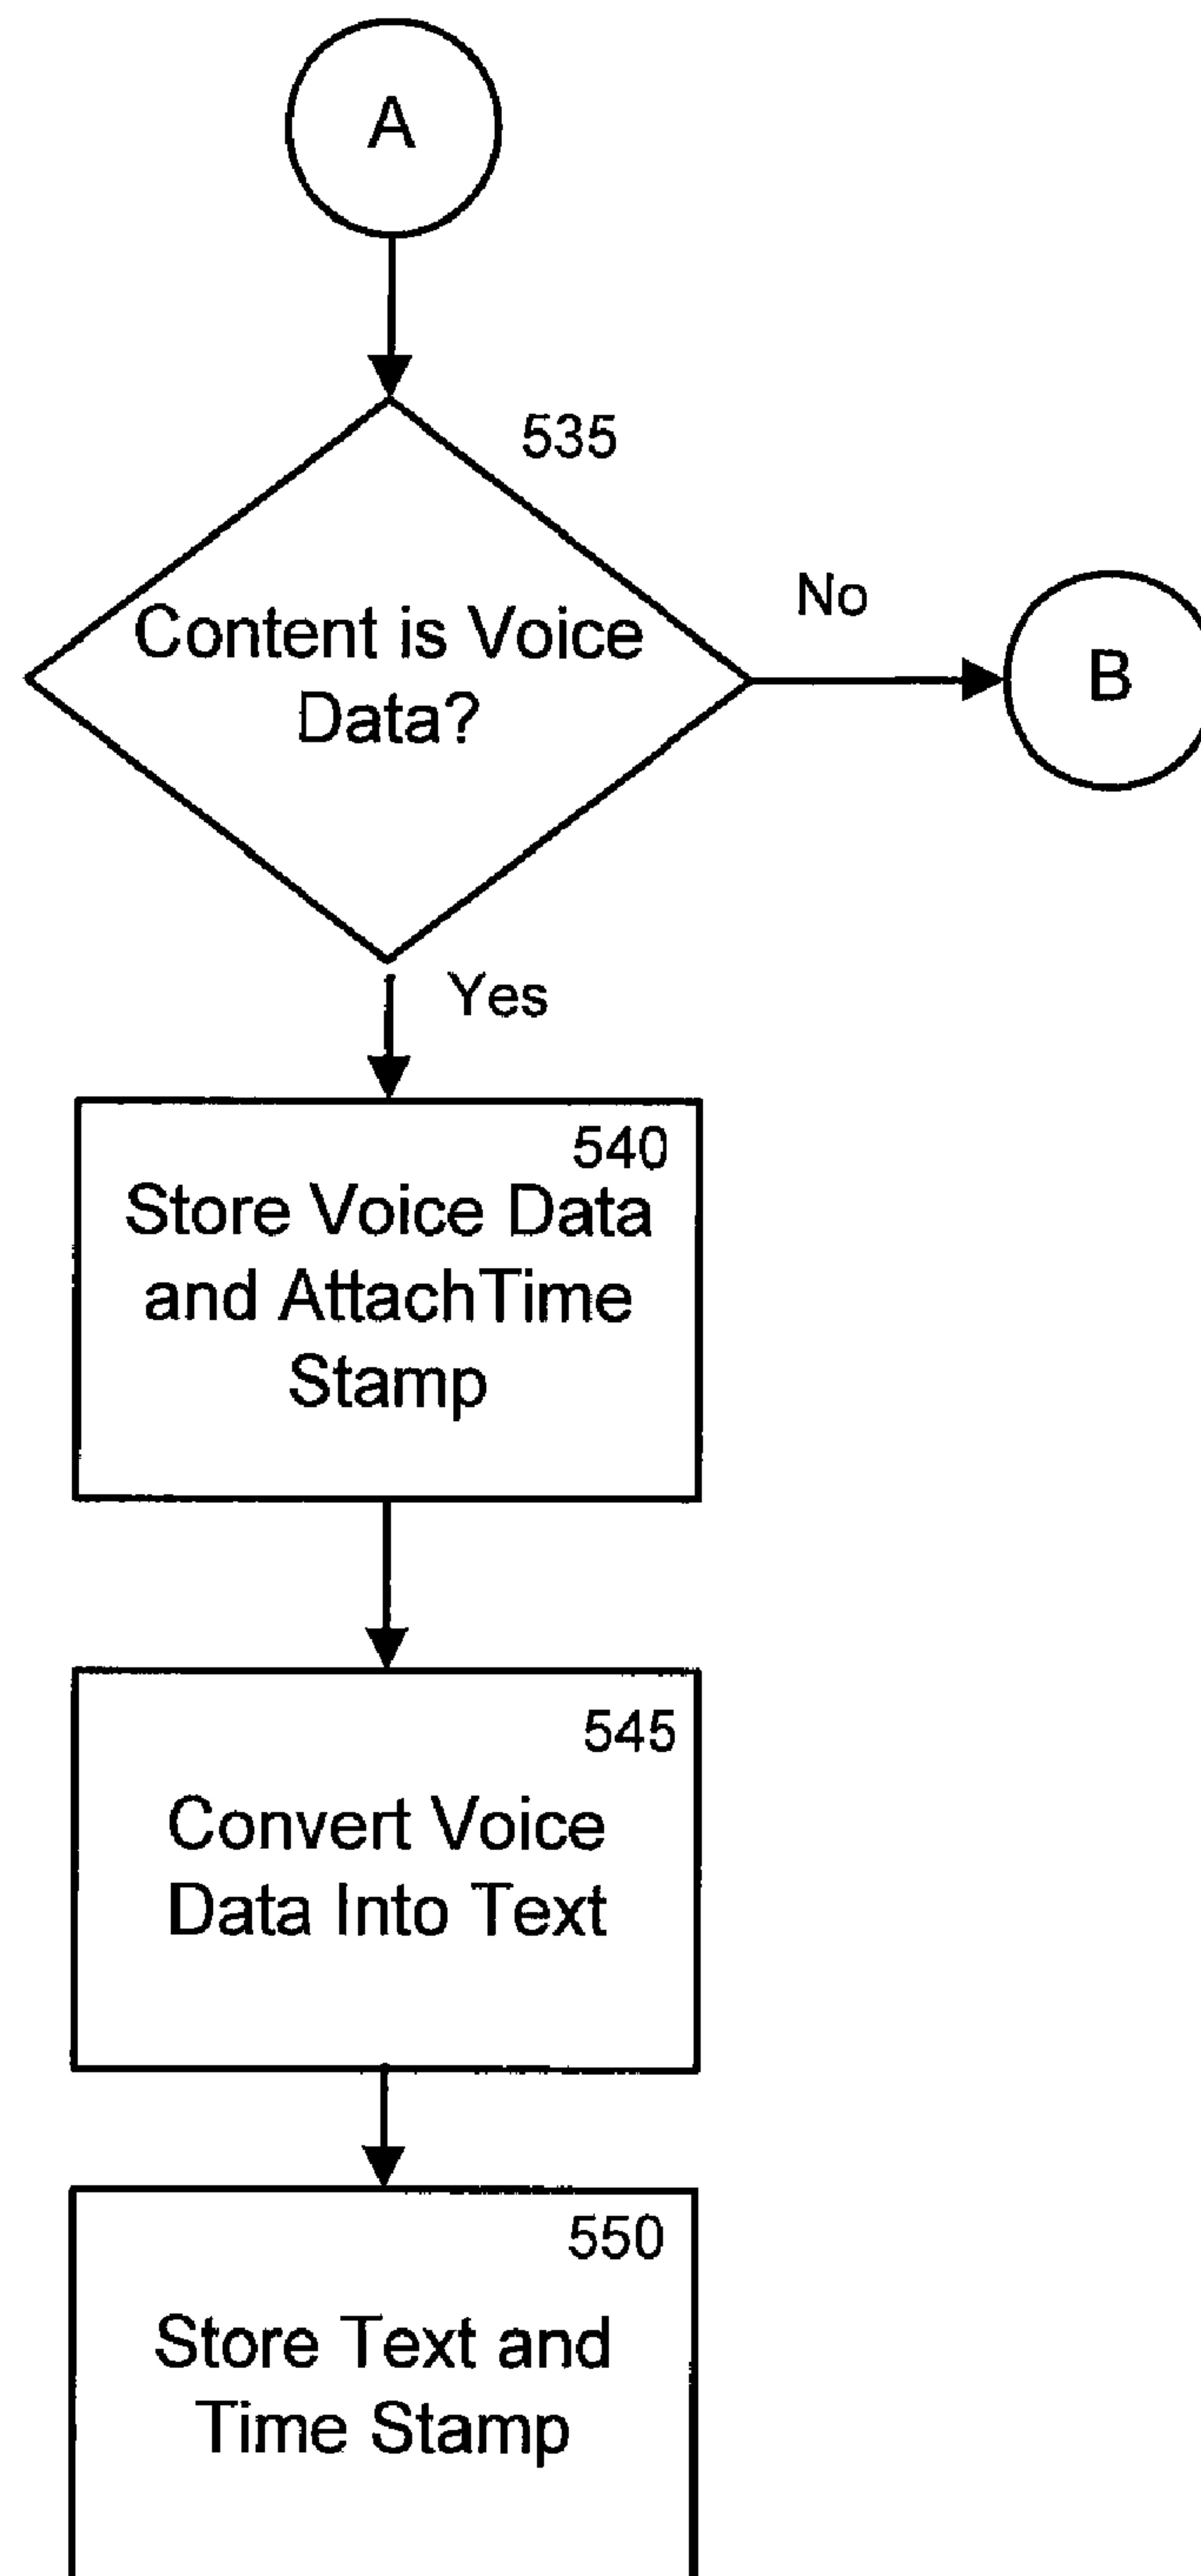 A
535
Content is Voice
Data?
No
B
Yes
540
Store Voice Data
and AttachTime
Stamp
545
Convert Voice
Data Into Text
550
Store Text and
Time Stamp